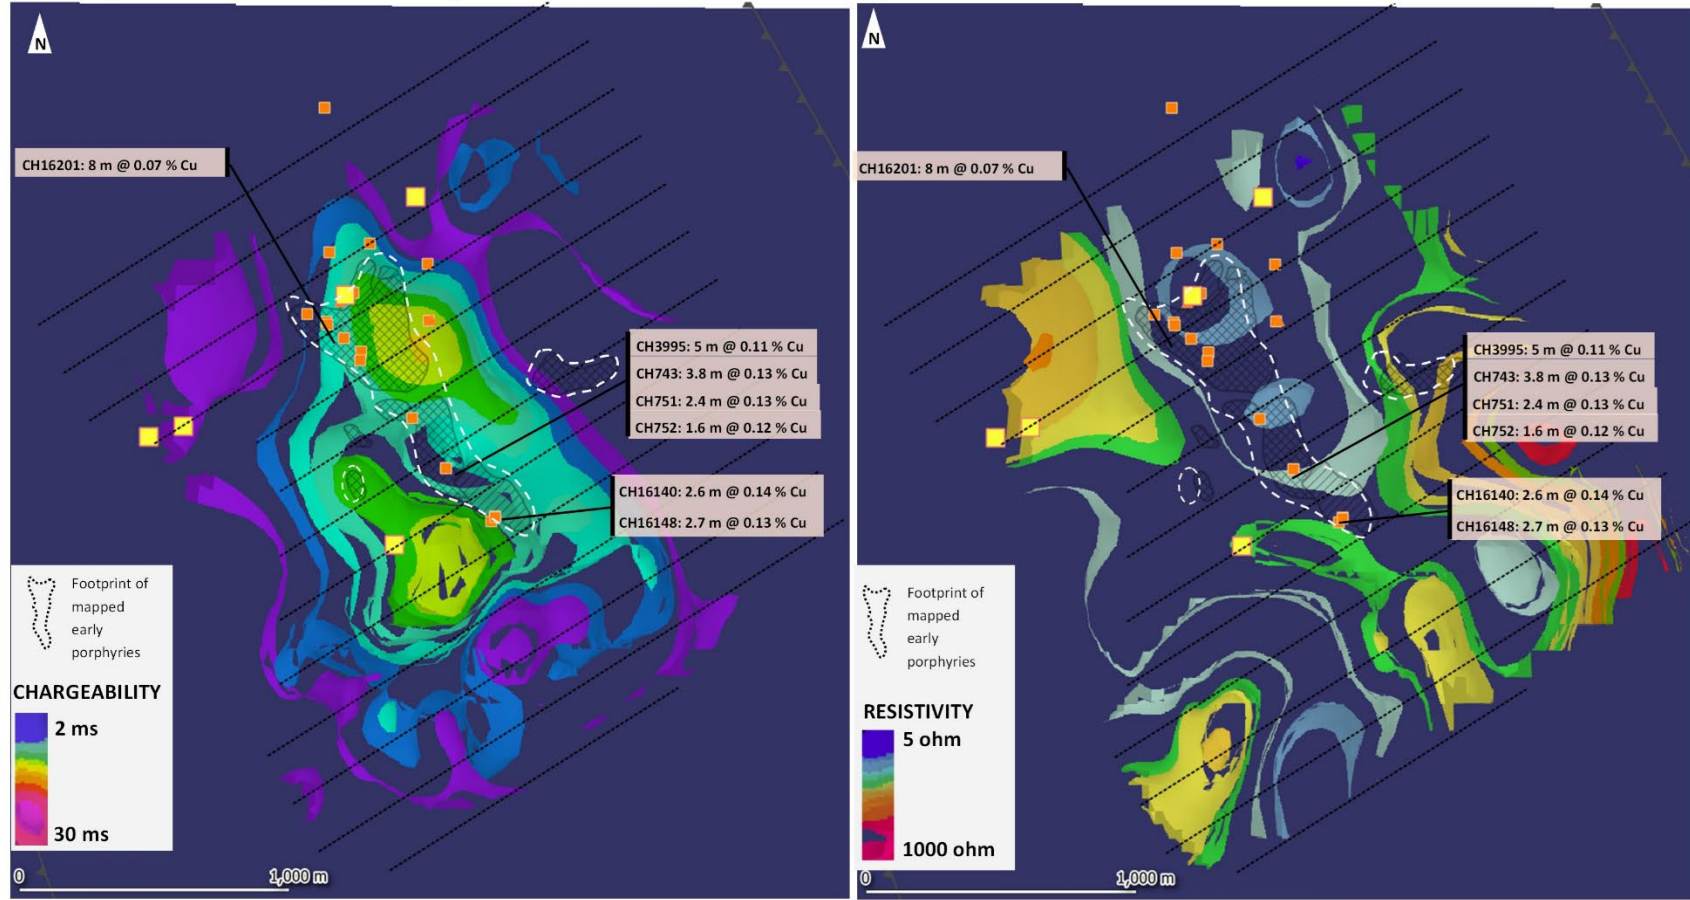 N
CH16201: 8 m @ 0.07 % Cu
CH3995: 5 m @ 0.11 % Cu
CH743: 3.8 m @ 0.13 % Cu
CH751: 2.4 m @ 0.13 % Cu
CH752: 1.6 m @ 0.12 % Cu
CH16140: 2.6 m @ 0.14 % Cu
CH16148: 2.7 m @ 0.13 % Cu
Footprint of
mapped
early
porphyries
CHARGEABILITY
2 ms
30 ms
0
1,000 m
N
CH16201: 8 m @ 0.07 % Cu
CH3995: 5 m @ 0.11 % Cu
CH743: 3.8 m @ 0.13 % Cu
CH751: 2.4 m @ 0.13 % Cu
CH752: 1.6 m @ 0.12 % Cu
CH16140: 2.6 m @ 0.14 % Cu
CH16148: 2.7 m @ 0.13 % Cu
Footprint of
mapped
early
porphyries
RESISTIVITY
5 ohm
1000 ohm
0
1,000 m